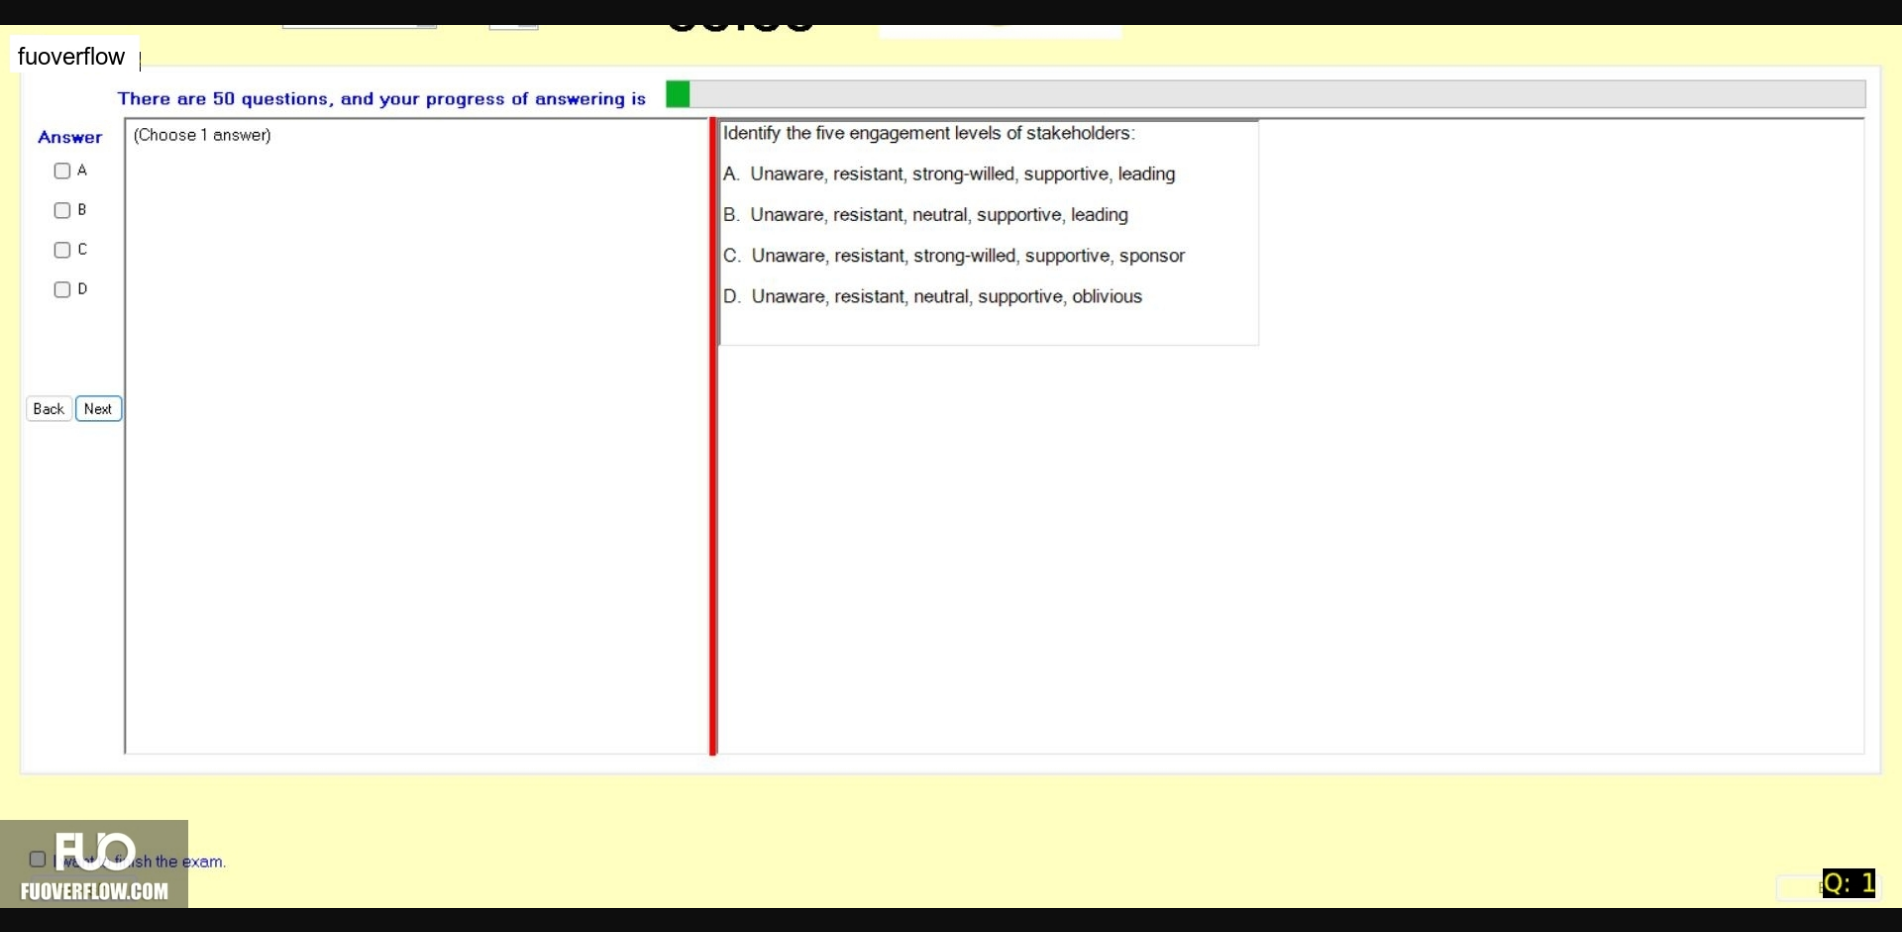 fuoverflow
There are 50 questions, and your progress of answering is
Answer
(Choose 1 answer)
A
B
C
D
Back Next
Identify the five engagement levels of stakeholders:
A. Unaware, resistant, strong-willed, supportive, leading
B. Unaware, resistant, neutral, supportive, leading
C. Unaware, resistant, strong-willed, supportive, sponsor
D. Unaware, resistant, neutral, supportive, oblivious
FUO
the exam.
FUOVERFLOW.COM
Q: 1